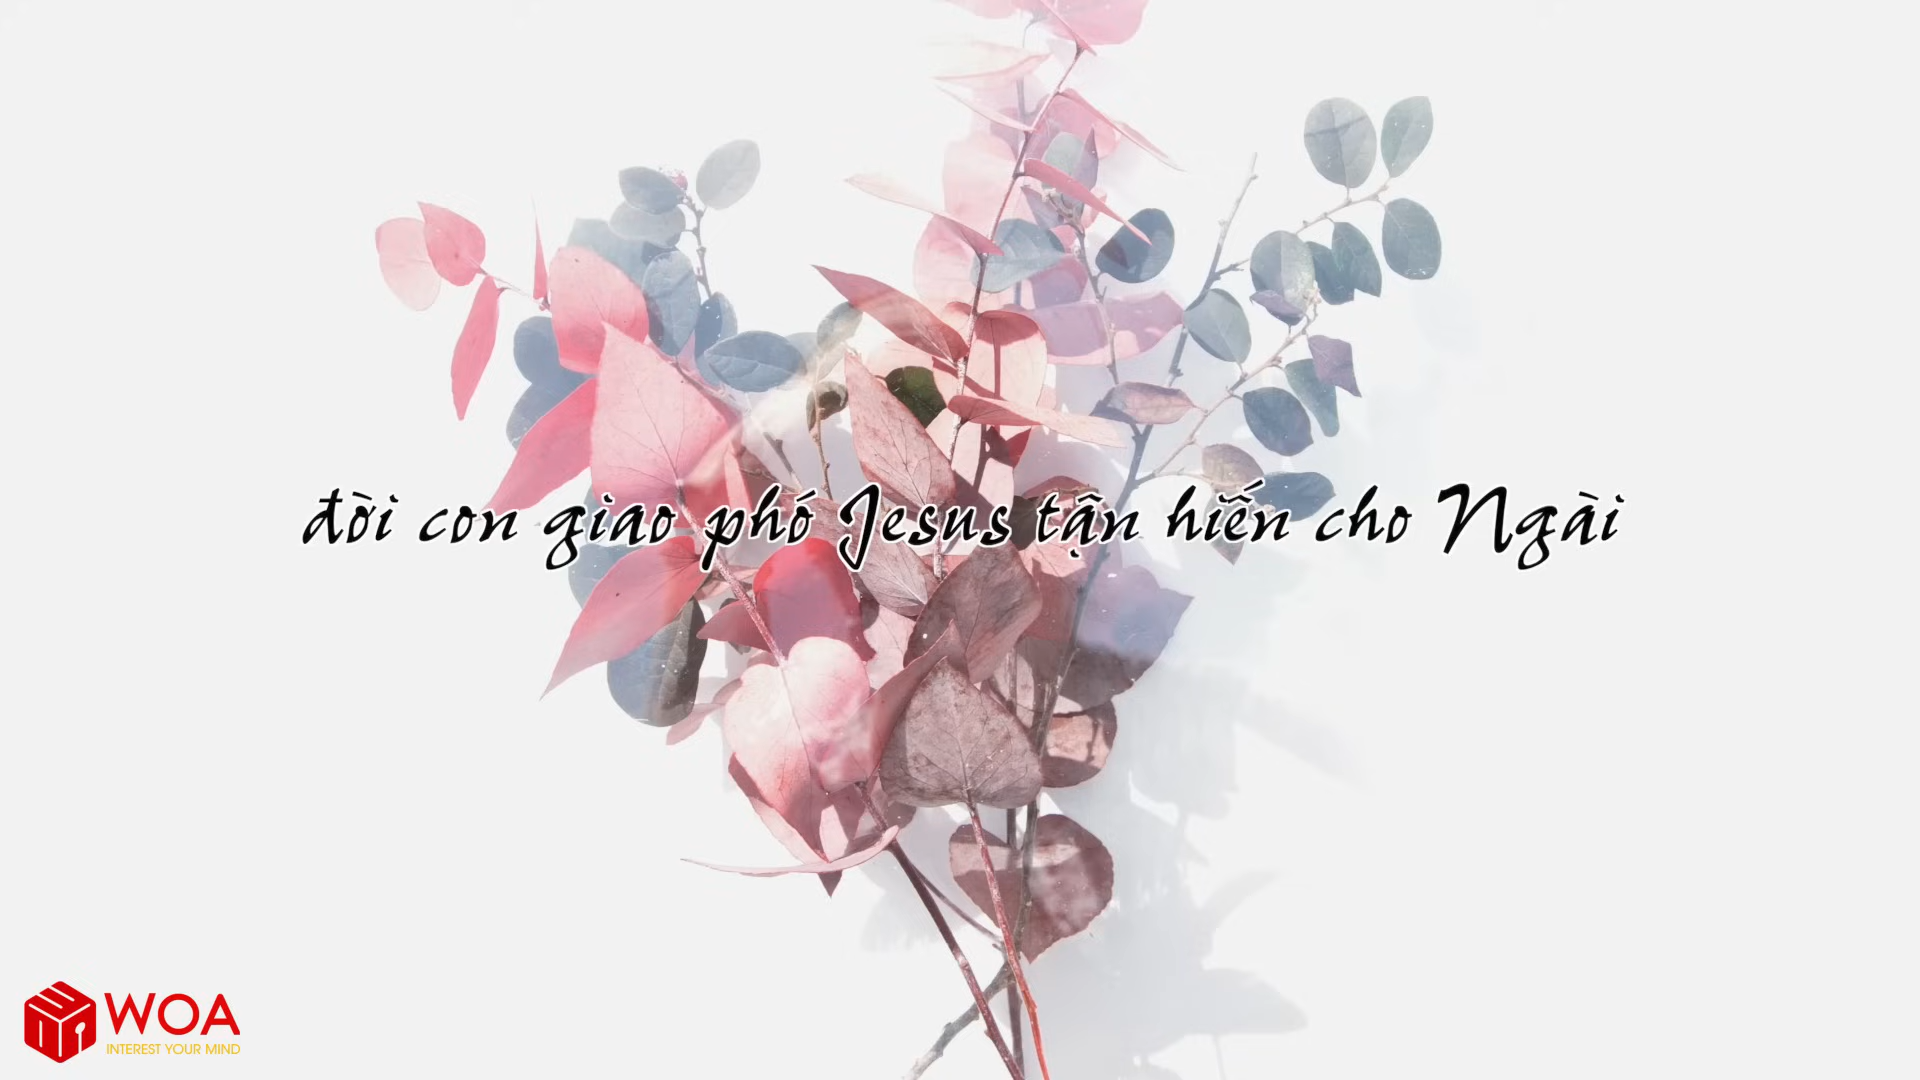 đời con giao phó Jesus tận hiến cho Ngài
WOA
INTEREST YOUR MIND